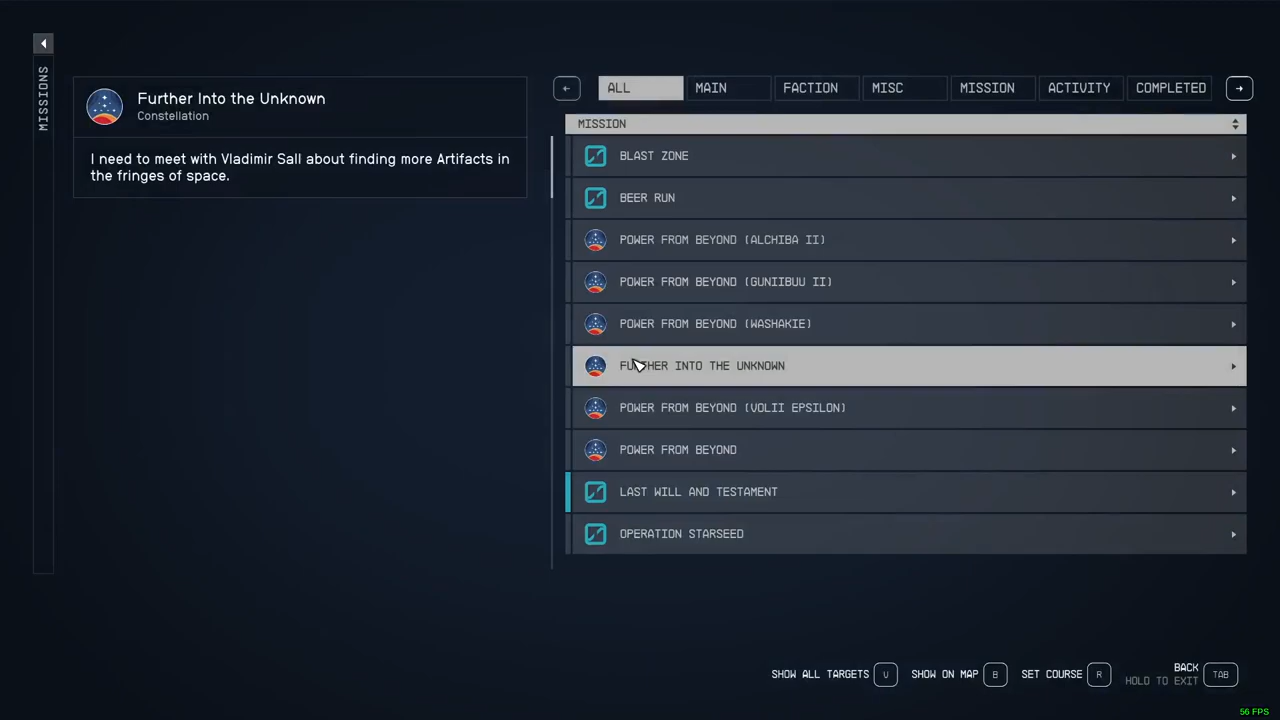 MISSIONS
Further Into the Unknown
Constellation
I need to meet with Vladimir Sall about finding more Artifacts in
the fringes of space.
ALL MAIN FACTION MISC MISSION ACTIVITY COMPLETED
MISSION
BLAST ZONE
BEER RUN
POWER FROM BEYOND (ALCHIBA II)
POWER FROM BEYOND (GUNIIBUU II)
POWER FROM BEYOND (WASHAKIE)
FURTHER INTO THE UNKNOWN
POWER FROM BEYOND (VOLII EPSILON)
POWER FROM BEYOND
LAST WILL AND TESTAMENT
OPERATION STARSEED
SHOW ALL TARGETS U SHOW ON MAP B SET COURSE R BACK TAB
HOLD TO EXIT
56 FPS